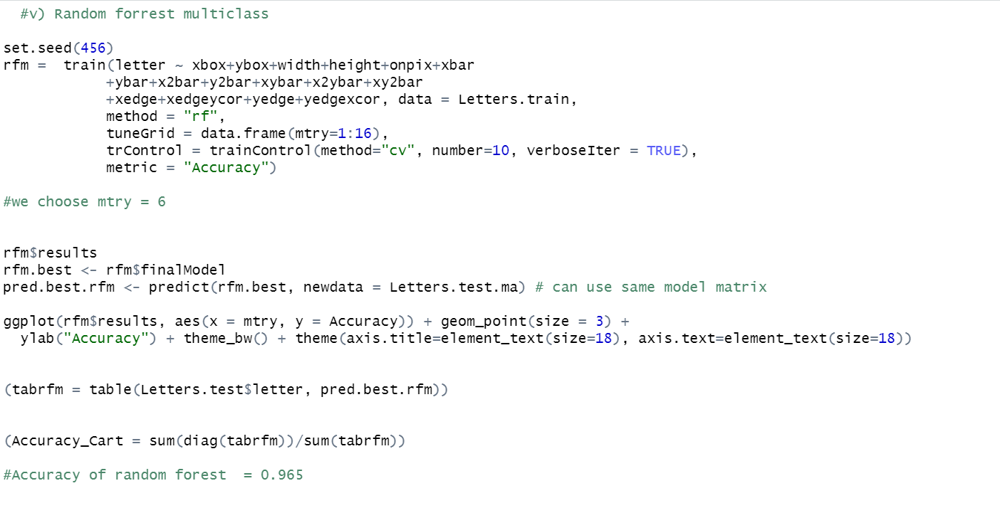 #v) Random forrest multiclass
set.seed(456)
rfm =  train(letter ~ xbox+ybox+width+height+onpix+xbar
            +ybar+x2bar+y2bar+xybar+x2ybar+xy2bar
            +xedge+xedgeycor+yedge+yedgexcor, data = Letters.train,
            method = "rf",
            tuneGrid = data.frame(mtry=1:16),
            trControl = trainControl(method="cv", number=10, verboseIter = TRUE),
            metric = "Accuracy")
#we choose mtry = 6
rfm$results
rfm.best <- rfm$finalModel
pred.best.rfm <- predict(rfm.best, newdata = Letters.test.ma) # can use same model matrix
ggplot(rfm$results, aes(x = mtry, y = Accuracy)) + geom_point(size = 3) +
  ylab("Accuracy") + theme_bw() + theme(axis.title=element_text(size=18), axis.text=element_text(size=18))
(tabrfm = table(Letters.test$letter, pred.best.rfm))
(Accuracy_Cart = sum(diag(tabrfm))/sum(tabrfm))
#Accuracy of random forest  = 0.965